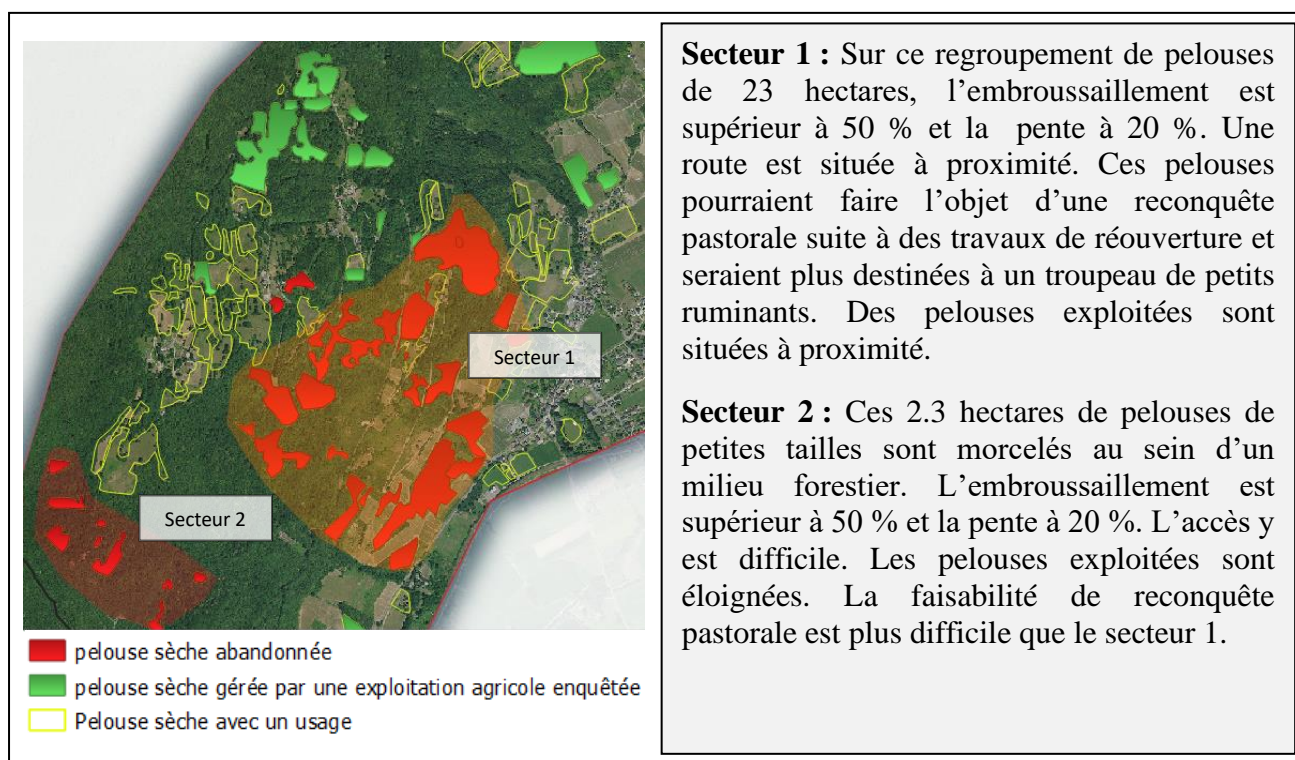 Secteur 1
Secteur 2
pelouse sèche abandonnée
pelouse sèche gérée par une exploitation agricole enquêtée
Pelouse sèche avec un usage
Secteur 1 : Sur ce regroupement de pelouses
de 23 hectares, l’embroussaillement est
supérieur à 50 % et la pente à 20 %. Une
route est située à proximité. Ces pelouses
pourraient faire l’objet d’une reconquête
pastorale suite à des travaux de réouverture et
seraient plus destinées à un troupeau de petits
ruminants. Des pelouses exploitées sont
situées à proximité.
Secteur 2 : Ces 2.3 hectares de pelouses de
petites tailles sont morcelés au sein d’un
milieu forestier. L’embroussaillement est
supérieur à 50 % et la pente à 20 %. L’accès y
est difficile. Les pelouses exploitées sont
éloignées. La faisabilité de reconquête
pastorale est plus difficile que le secteur 1.